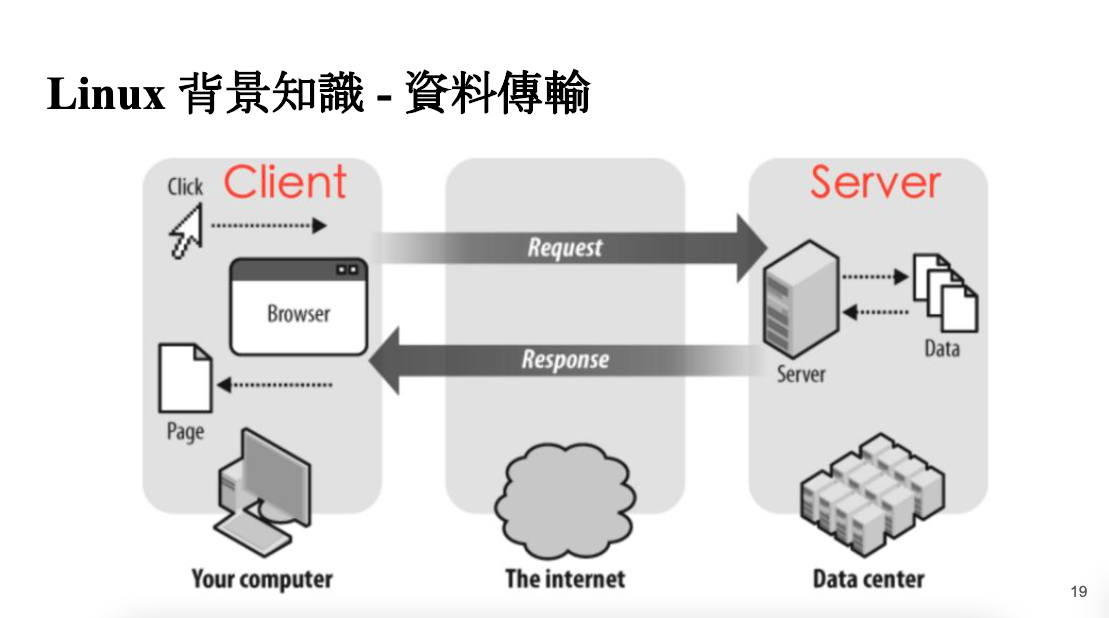 Linux 背景知識 - 資料傳輸
Click
Client
Server
Request
Browser
Data
Response
Server
Page
Your computer
The internet
Data center
19